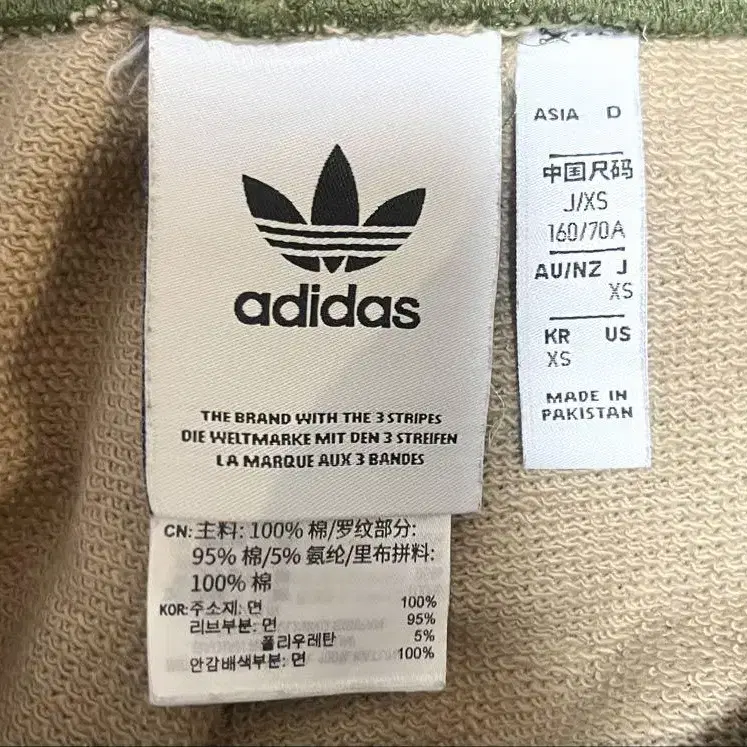 adidas
THE BRAND WITH THE 3 STRIPES
DIE WELTMARKE MIT DEN 3 STREIFEN
LA MARQUE AUX 3 BANDES
CN: 主料: 100% 棉/罗纹部分:
95% 棉/5% 氨纶/里布拼料:
100% 棉
KOR: 주소재: 면 100%
리브부분: 면 95%
폴리우레탄 5%
안감배색부분: 면 100%
ASIA D
中国尺码
J/XS
160/70A
AU/NZ J
XS
KR US
XS
MADE IN
PAKISTAN